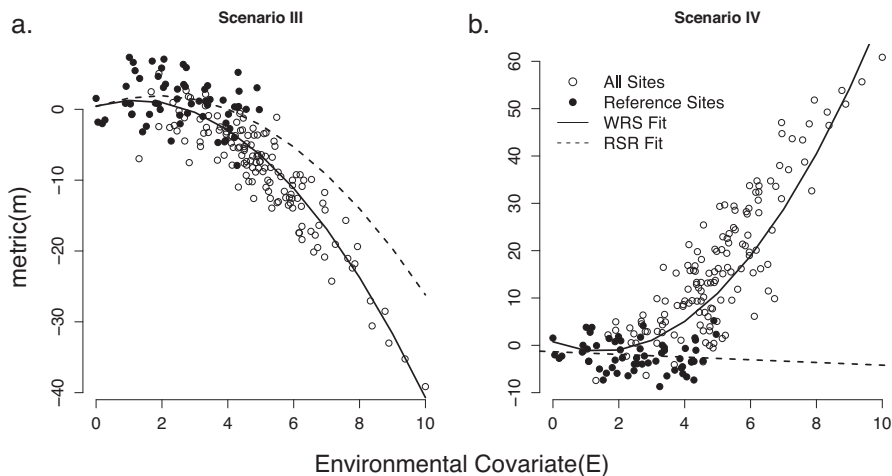 a.
Scenario III
metric(m)
0
−10
−20
−30
−40
0 2 4 6 8 10
b.
Scenario IV
All Sites
Reference Sites
WRS Fit
RSR Fit
60
50
40
30
20
10
0
−10
0 2 4 6 8 10
Environmental Covariate(E)